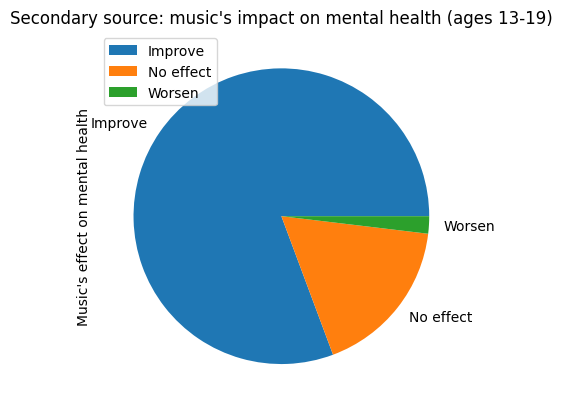 Secondary source: music's impact on mental health (ages 13-19)
Improve
No effect
Worsen
Improve
Music's effect on mental health
Worsen
No effect